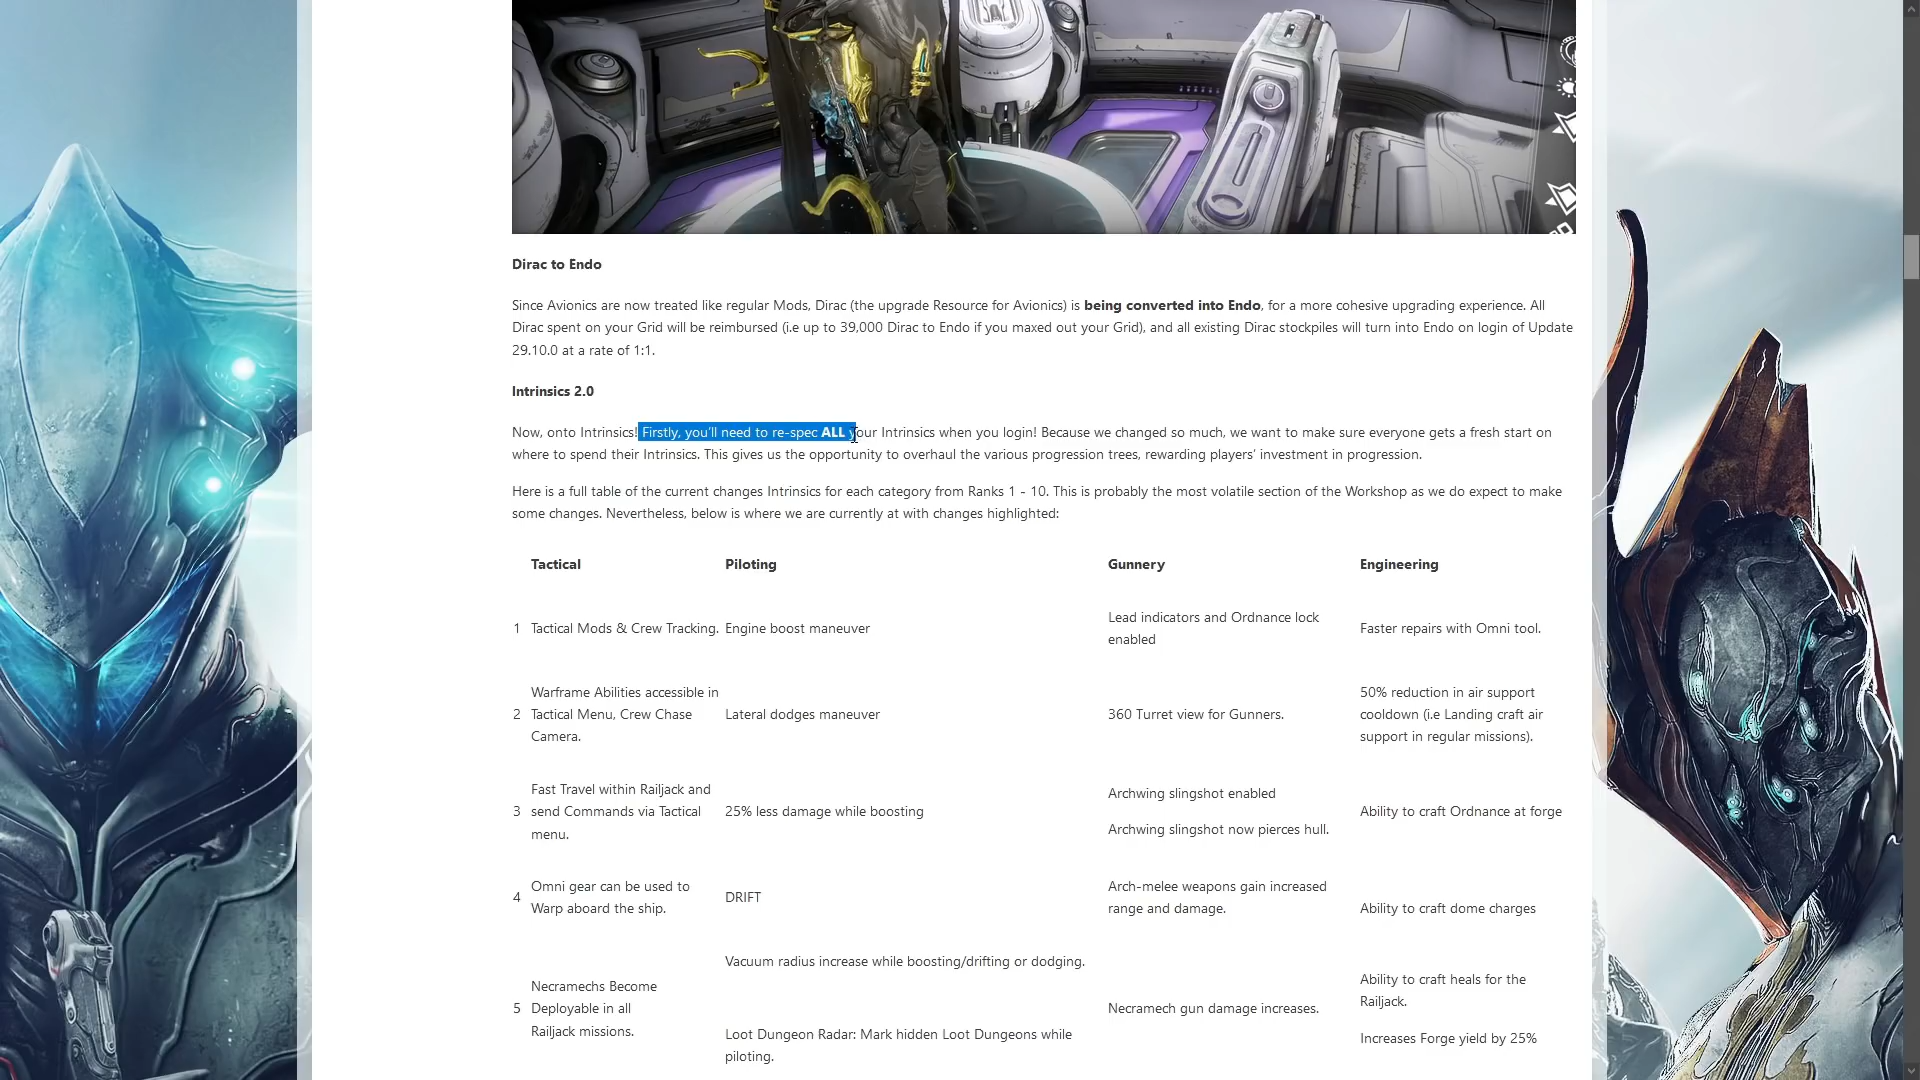 Dirac to Endo
Since Avionics are now treated like regular Mods, Dirac (the upgrade Resource for Avionics) is being converted into Endo, for a more cohesive upgrading experience. All
Dirac spent on your Grid will be reimbursed (i.e up to 39,000 Dirac to Endo if you maxed out your Grid), and all existing Dirac stockpiles will turn into Endo on login of Update
29.10.0 at a rate of 1:1.
Intrinsics 2.0
Now, onto Intrinsics! Firstly, you'll need to re-spec ALL your Intrinsics when you login! Because we changed so much, we want to make sure everyone gets a fresh start on
where to spend their Intrinsics. This gives us the opportunity to overhaul the various progression trees, rewarding players' investment in progression.
Here is a full table of the current changes Intrinsics for each category from Ranks 1 - 10. This is probably the most volatile section of the Workshop as we do expect to make
some changes. Nevertheless, below is where we are currently at with changes highlighted:
Tactical Piloting Gunnery Engineering
1 Tactical Mods & Crew Tracking. Engine boost maneuver
Lead indicators and Ordnance lock
enabled
Faster repairs with Omni tool.
2
Warframe Abilities accessible in
Tactical Menu, Crew Chase
Camera.
Lateral dodges maneuver
360 Turret view for Gunners.
50% reduction in air support
cooldown (i.e Landing craft air
support in regular missions).
3
Fast Travel within Railjack and
send Commands via Tactical
menu.
25% less damage while boosting
Archwing slingshot enabled
Archwing slingshot now pierces hull.
Ability to craft Ordnance at forge
4
Omni gear can be used to
Warp aboard the ship.
DRIFT
Arch-melee weapons gain increased
range and damage.
Ability to craft dome charges
5
Necramechs Become
Deployable in all
Railjack missions.
Vacuum radius increase while boosting/drifting or dodging.
Loot Dungeon Radar: Mark hidden Loot Dungeons while
piloting.
Necramech gun damage increases.
Ability to craft heals for the
Railjack.
Increases Forge yield by 25%